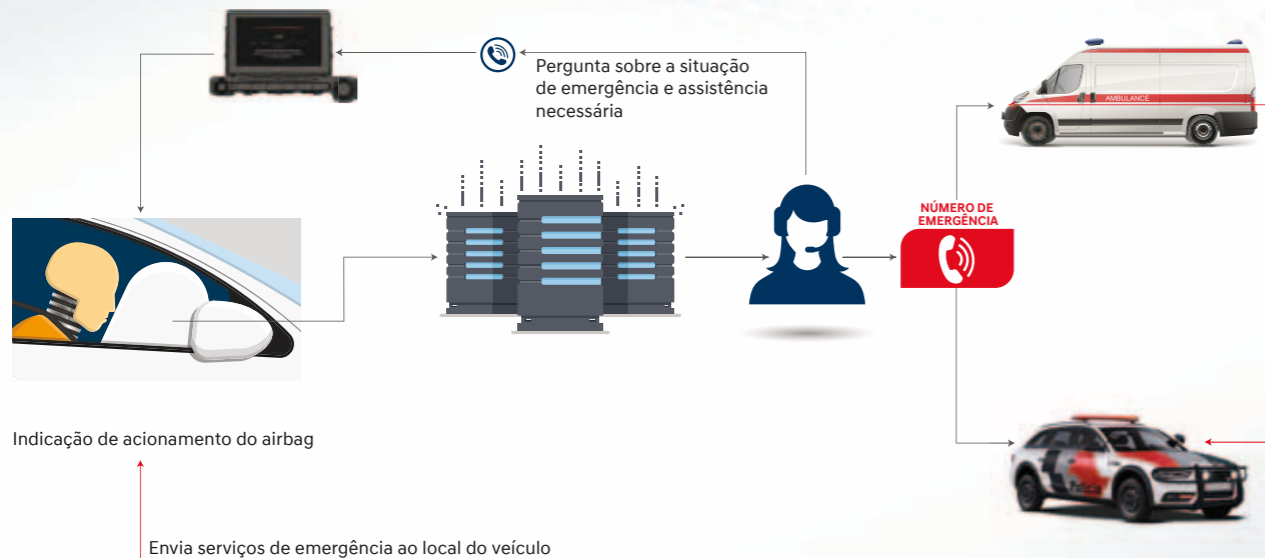 Pergunta sobre a situação
de emergência e assistência
necessária
AMBULANCE
NÚMERO DE
EMERGÊNCIA
Indicação de acionamento do airbag
Polícia
Envia serviços de emergência ao local do veículo